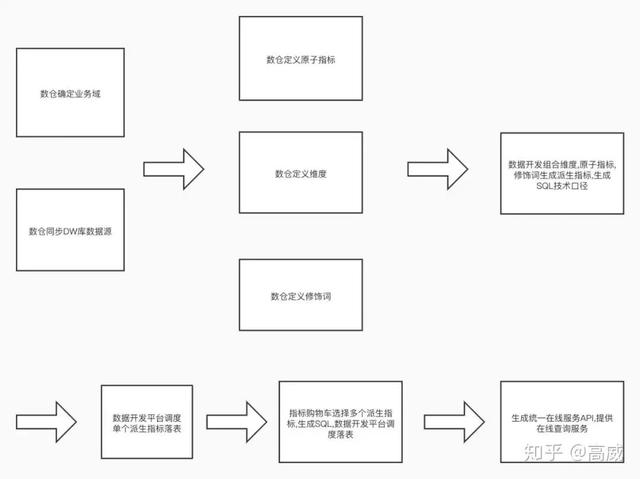 数仓确定业务域
数仓同步DW库数据源
数仓定义原子指标
数仓定义维度
数仓定义修饰词
数据开发组合维度,原子指标,
修饰词生成派生指标,生成
SQL技术口径
数据开发平台调度
单个派生指标落表
指标购物车选择多个派生指
标,生成SQL,数据开发平台调
度落表
生成统一在线服务API,提供
在线查询服务
知乎 @高威